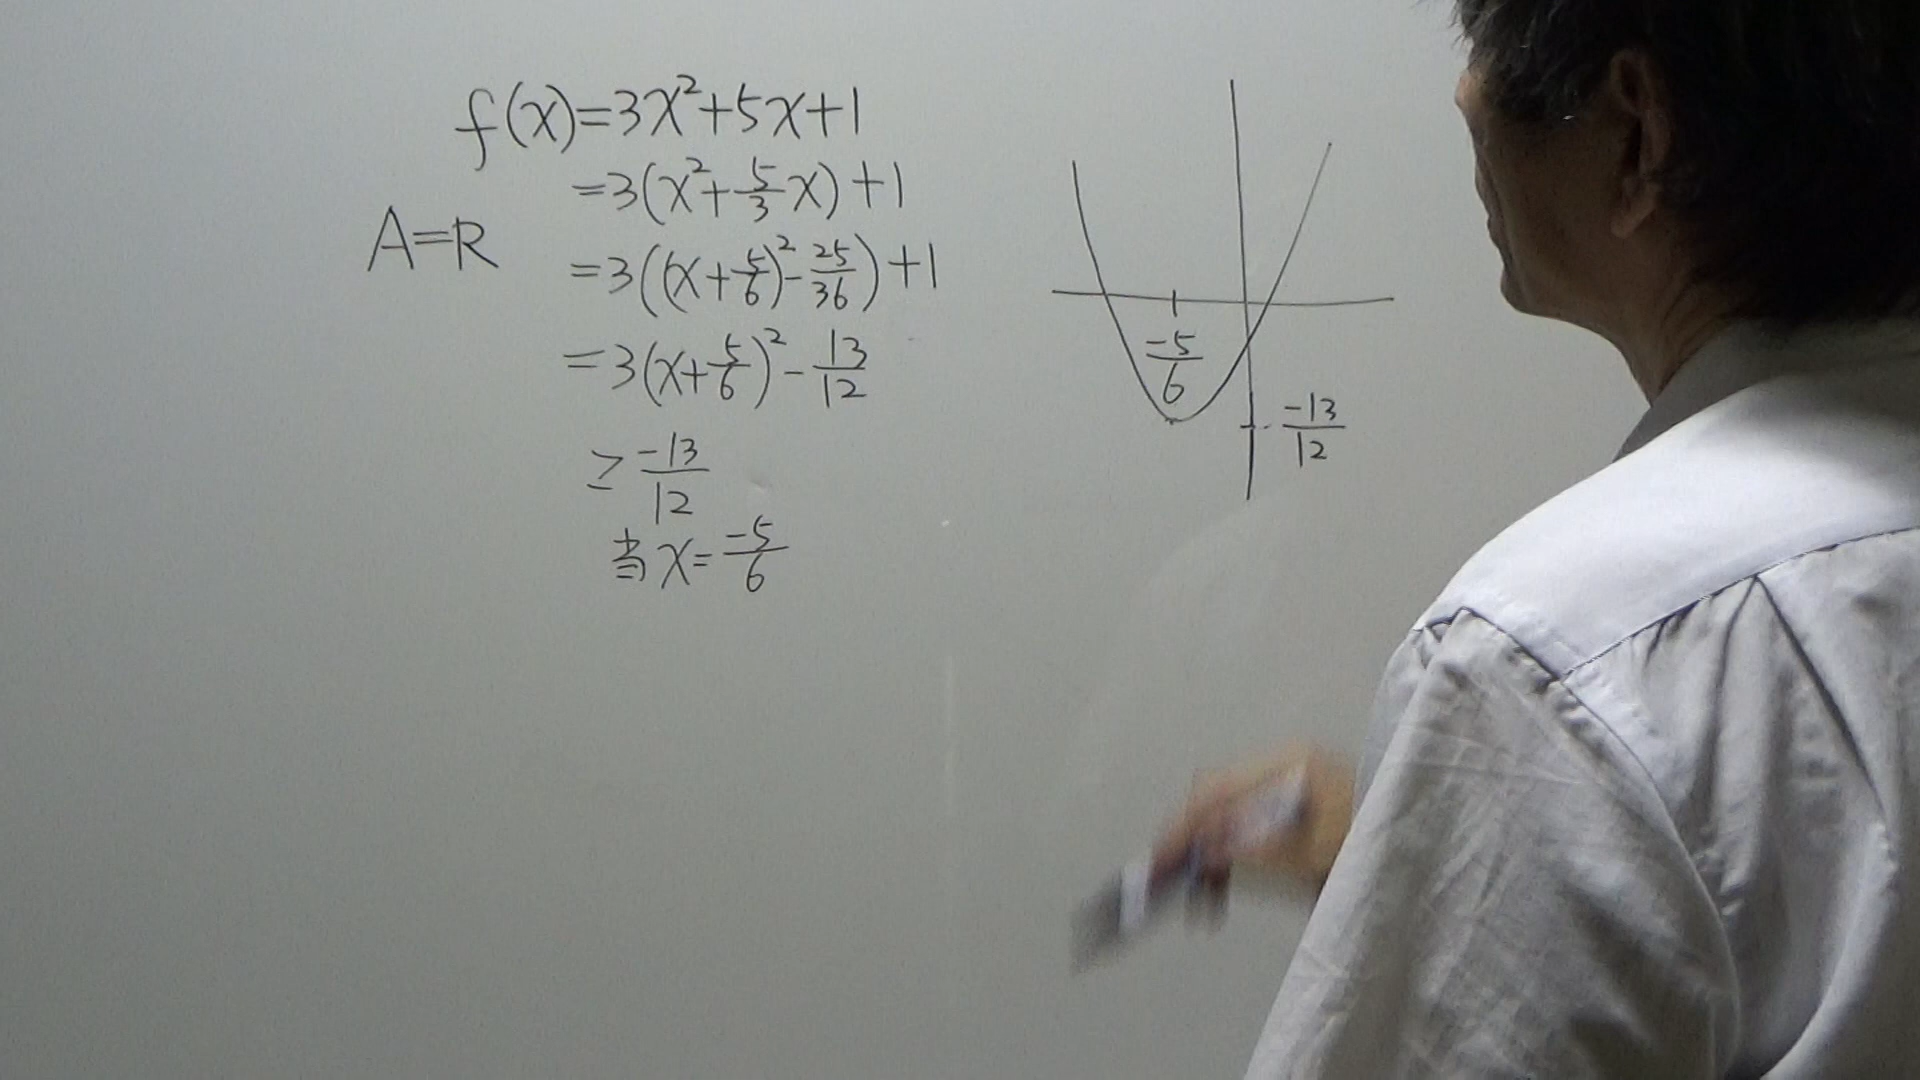 f(x)=3x²+5x+1
=3(x²+5/3x)+1
A=R
=3((x+5/6)²-25/36)+1
=3(x+5/6)²-13/12
≥-13/12
当x=-5/6
-5/6
-13/12